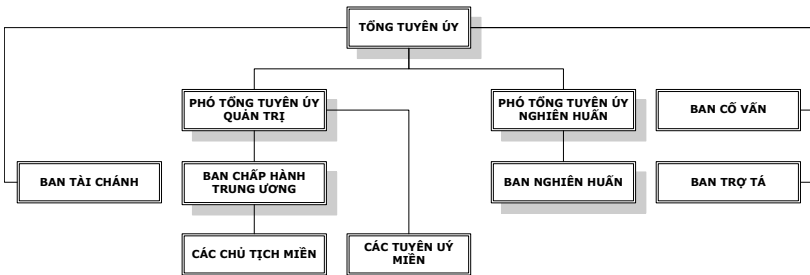 TỔNG TUYÊN ÚY
PHÓ TỔNG TUYÊN ÚY
QUẢN TRỊ
PHÓ TỔNG TUYÊN ÚY
NGHIÊN HUẤN
BAN CỐ VẤN
BAN TÀI CHÁNH
BAN CHẤP HÀNH
TRUNG ƯƠNG
BAN NGHIÊN HUẤN
BAN TRỢ TÁ
CÁC CHỦ TỊCH MIỀN
CÁC TUYÊN UÝ
MIỀN